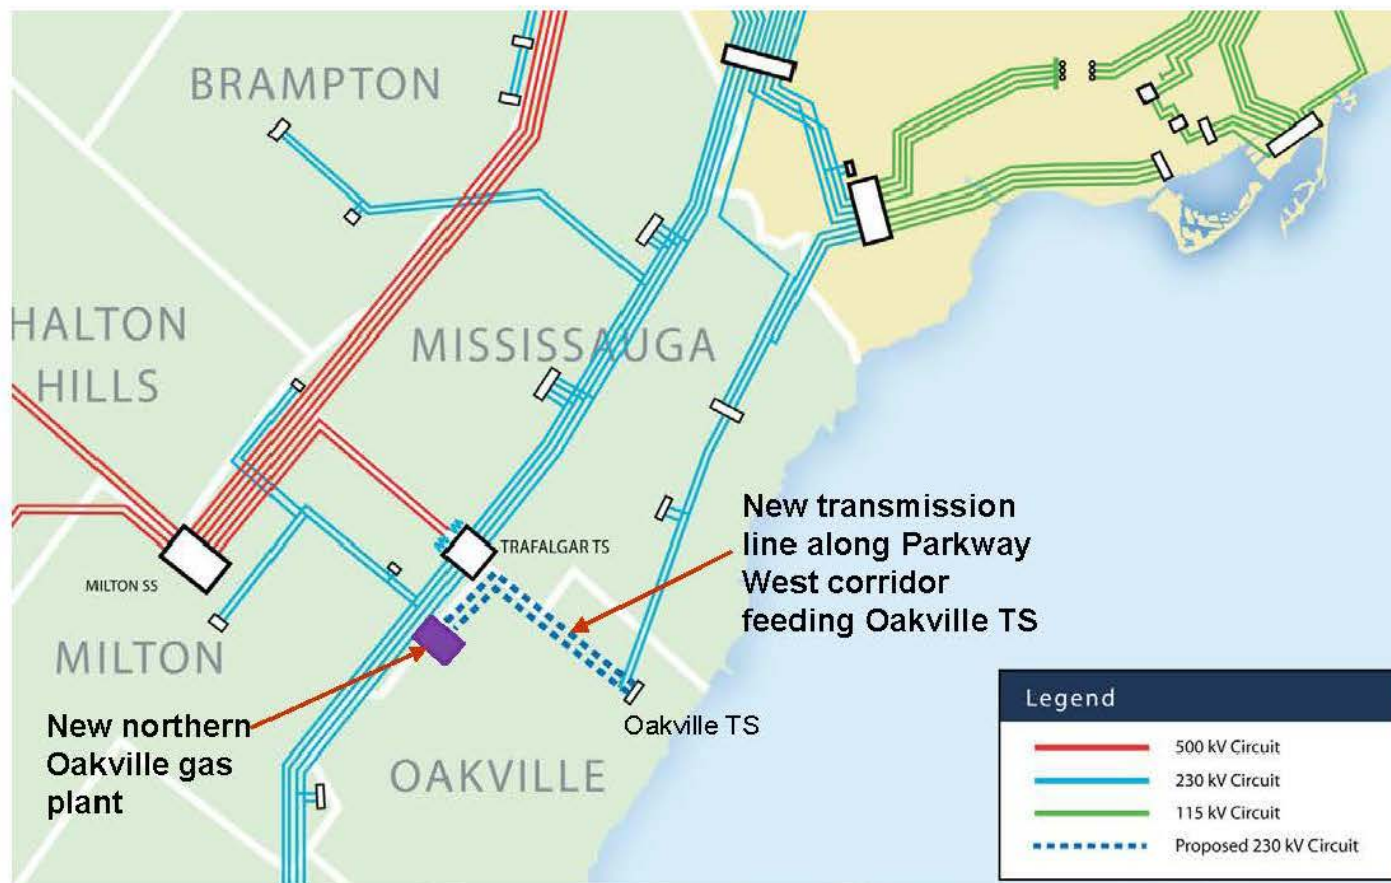 BRAMPTON
HALTON
HILLS
MISSISSAUGA
TRAFALGAR TS
MILTON SS
MILTON
New transmission
line along Parkway
West corridor
feeding Oakville TS
New northern
Oakville gas
plant
Oakville TS
OAKVILLE
Legend
500 kV Circuit
230 kV Circuit
115 kV Circuit
Proposed 230 kV Circuit